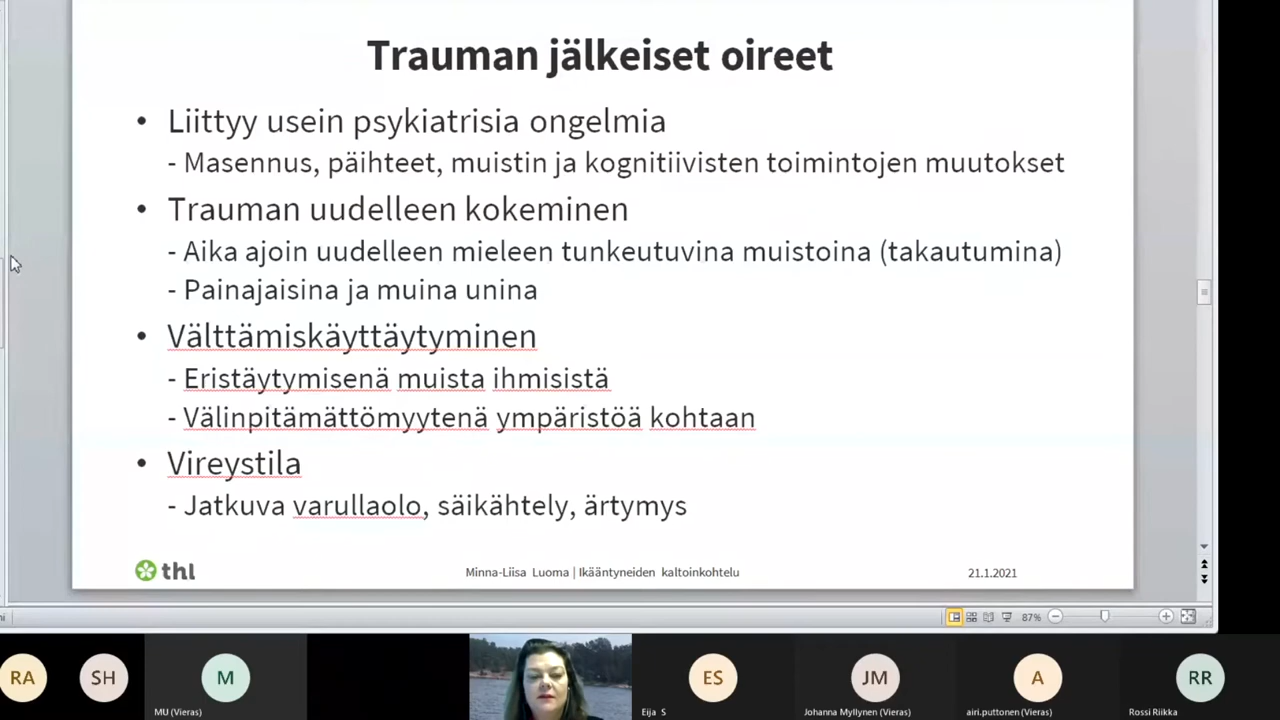 Trauman jälkeiset oireet
• Liittyy usein psykiatrisia ongelmia
- Masennus, päihteet, muistin ja kognitiivisten toimintojen muutokset
• Trauman uudelleen kokeminen
- Aika ajoin uudelleen mieleen tunkeutuvina muistoina (takautumina)
- Painajaisina ja muina unina
• Välttämiskäyttäytyminen
- Eristäytymisenä muista ihmisistä
- Välinpitämättömyytenä ympäristöä kohtaan
• Vireystila
- Jatkuva varullaolo, säikähtely, ärtymys
thl
Minna-Liisa Luoma | Ikääntyneiden kaltoinkohtelu
21.1.2021
87%
RA
SH
M
ES
JM
A
RR
MU (Vieras)
Eija S
Johanna Myllynen (Vieras)
airi.puttonen (Vieras)
Rossi Riikka